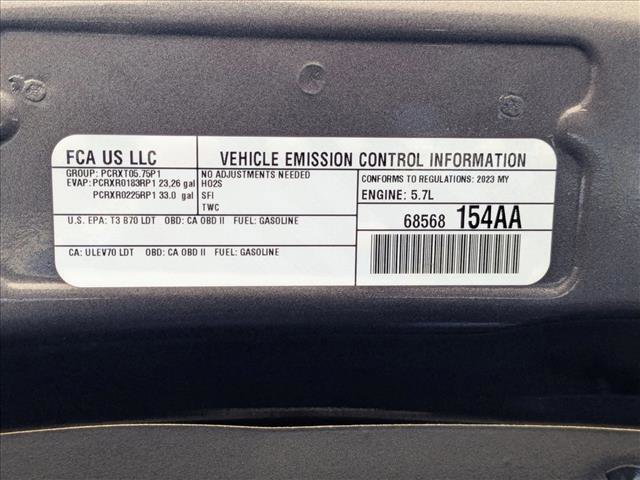 FCA US LLC
VEHICLE EMISSION CONTROL INFORMATION
GROUP: PCRXT05.75P1
EVAP: PCRXR0183RP1 23,26 gal
PCRXR0225RP1 33.0 gal
NO ADJUSTMENTS NEEDED
HO2S
SFI
TWC
CONFORMS TO REGULATIONS: 2023 MY
ENGINE: 5.7L
U.S. EPA: T3 B70 LDT OBD: CA OBD II FUEL: GASOLINE
CA: ULEV70 LDT OBD: CA OBD II FUEL: GASOLINE
68568 154AA